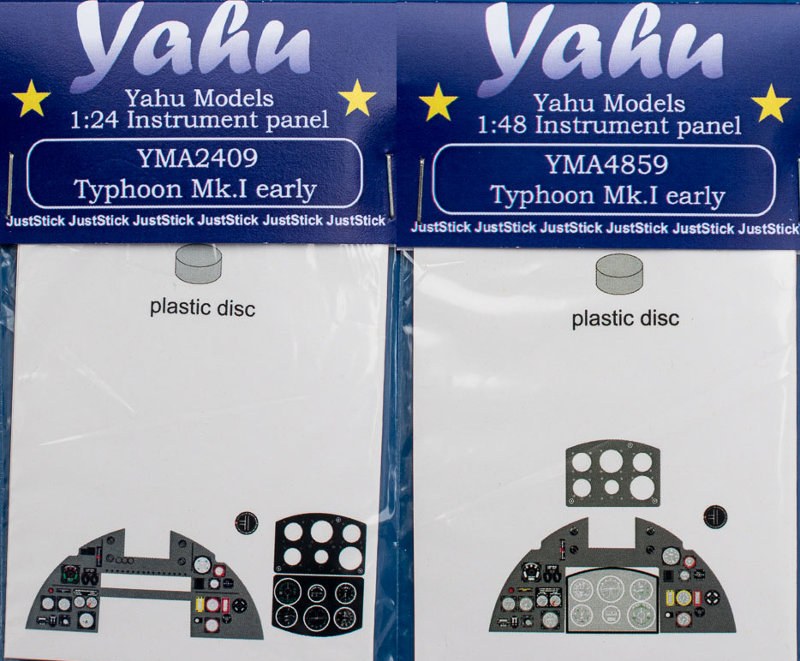 Yahu
Yahu Models
1:24 Instrument panel
YMA2409
Typhoon Mk.I early
JustStick JustStick JustStick JustStick JustStick JustStick
plastic disc
Yahu
Yahu Models
1:48 Instrument panel
YMA4859
Typhoon Mk.I early
JustStick JustStick JustStick JustStick JustStick JustStick
plastic disc